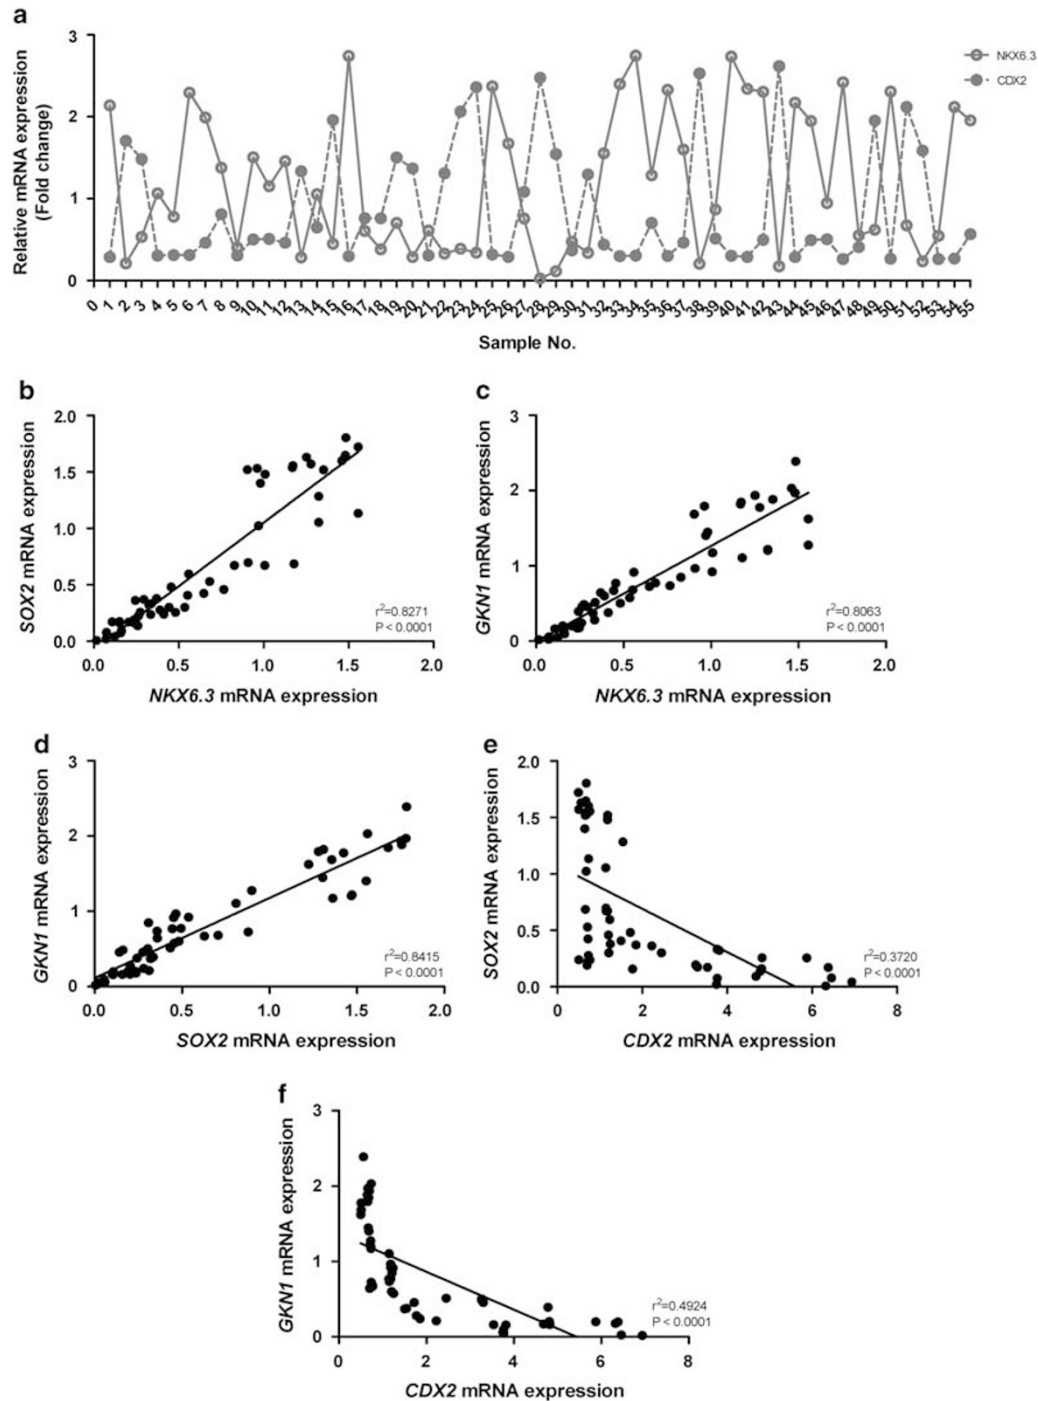 a
Relative mRNA expression
(Fold change)
3
2
1
0
NKX6.3
CDX2
0 1 2 3 4 5 6 7 8 9 10 11 12 13 14 15 16 17 18 19 20 21 22 23 24 25 26 27 28 29 30 31 32 33 34 35 36 37 38 39 40 41 42 43 44 45 46 47 48 49 50 51 52 53 54 55
Sample No.
b
SOX2 mRNA expression
2.0
1.5
1.0
0.5
0.0
r2=0.8271
P < 0.0001
0.0 0.5 1.0 1.5 2.0
NKX6.3 mRNA expression
c
GKN1 mRNA expression
3
2
1
0
r2=0.8063
P < 0.0001
0.0 0.5 1.0 1.5 2.0
NKX6.3 mRNA expression
d
GKN1 mRNA expression
3
2
1
0
r2=0.8415
P < 0.0001
0.0 0.5 1.0 1.5 2.0
SOX2 mRNA expression
e
SOX2 mRNA expression
2.0
1.5
1.0
0.5
0.0
r2=0.3720
P < 0.0001
0 2 4 6 8
CDX2 mRNA expression
f
GKN1 mRNA expression
3
2
1
0
r2=0.4924
P < 0.0001
0 2 4 6 8
CDX2 mRNA expression